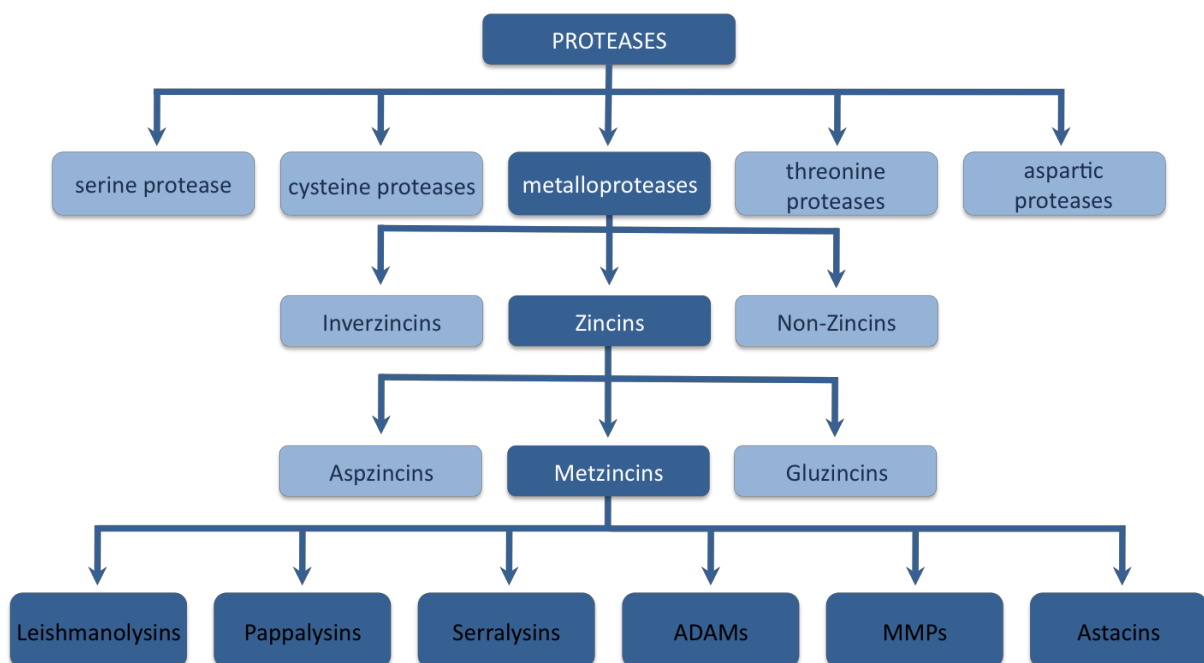 PROTEASES
serine protease
cysteine proteases
metalloproteases
threonine
proteases
aspartic
proteases
Inverzincins
Zincins
Non-Zincins
Aspzincins
Metzincins
Gluzincins
Leishmanolysins
Pappalysins
Serralysins
ADAMs
MMPs
Astacins